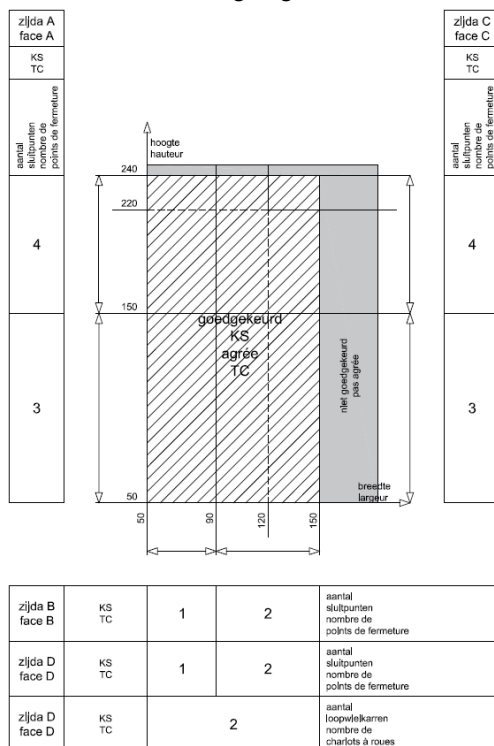 zijda A
face A
KS
TC
aantal
sluitpunten
nombre de
points de fermeture
4
3
zijda C
face C
KS
TC
aantal
sluitpunten
nombre de
points de fermeture
4
3
hoogte
hauteur
240
220
150
50
goedgekeurd
KS
agrée
TC
niet goedgekeurd
pas agrée
breedte
largeur
50
90
120
150
zijda B
face B
KS
TC
1
2
aantal
sluitpunten
nombre de
points de fermeture
zijda D
face D
KS
TC
1
2
aantal
sluitpunten
nombre de
points de fermeture
zijda D
face D
KS
TC
2
aantal
loopwielkarren
nombre de
charlots à roues